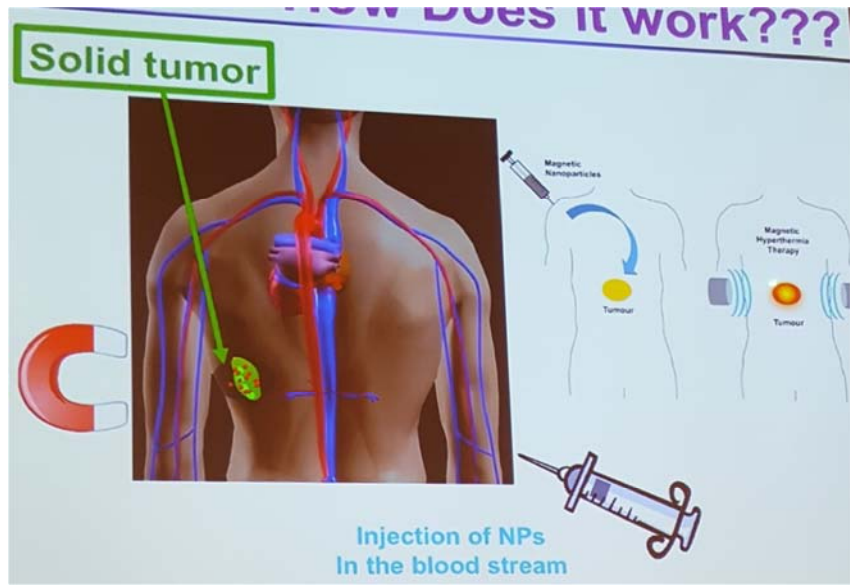 How Does It work???
Solid tumor
Magnetic
Nanoparticles
Tumour
Magnetic
Hyperthermia
Therapy
Tumour
Injection of NPs
In the blood stream